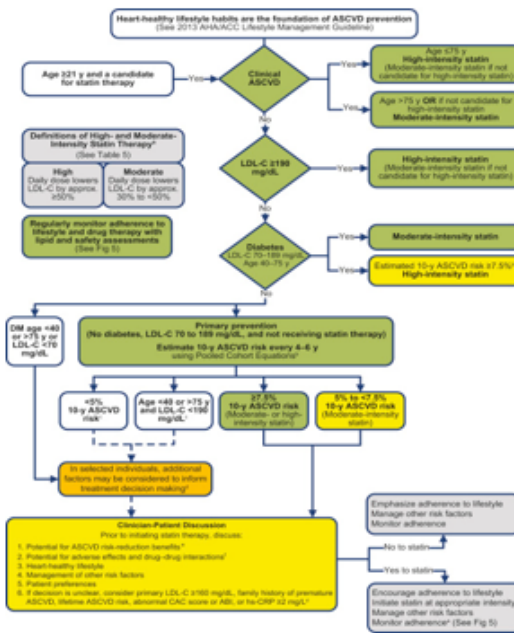 Heart-healthy lifestyle habits are the foundation of ASCVD prevention
(See 2013 AHA/ACC Lifestyle Management Guideline)
Age ≥21 y and a candidate
for statin therapy
Yes
Clinical
ASCVD
Yes
Age ≤75 y
High-intensity statin
(Moderate-intensity statin if not
candidate for high-intensity statin)
Yes
Age >75 y OR if not candidate for
high-intensity statin
Moderate-intensity statin
No
Definitions of High- and Moderate-
Intensity Statin Therapy*
(See Table 5)
High
Daily dose lowers
LDL-C by approx.
≥50%
Moderate
Daily dose lowers
LDL-C by approx.
30% to <50%
LDL-C ≥190
mg/dL
Yes
High-intensity statin
(Moderate-intensity statin if not
candidate for high-intensity statin)
No
Regularly monitor adherence to
lifestyle and drug therapy with
lipid and safety assessments
(See Fig 5)
Diabetes
LDL-C 70–189 mg/dL
Age 40–75 y
Yes
Moderate-intensity statin
Yes
Estimated 10-y ASCVD risk ≥7.5%
High-intensity statin
No
DM age <40
or >75 y or
LDL-C <70
mg/dL
Primary prevention
(No diabetes, LDL-C 70 to 189 mg/dL, and not receiving statin therapy)
Estimate 10-y ASCVD risk every 4–6 y
using Pooled Cohort Equations
<5%
10-y ASCVD
risk
Age <40 or >75 y
and LDL-C <190
mg/dL
≥7.5%
10-y ASCVD risk
(Moderate- or high-
intensity statin)
5% to <7.5%
10-y ASCVD risk
(Moderate-intensity
statin)
In selected individuals, additional
factors may be considered to inform
treatment decision making
Clinician-Patient Discussion
Prior to initiating statin therapy, discuss:
1. Potential for ASCVD risk-reduction benefits
2. Potential for adverse effects and drug–drug interactions
3. Heart-healthy lifestyle
4. Management of other risk factors
5. Patient preferences
6. If decision is unclear, consider primary LDL-C ≥160 mg/dL, family history of premature
ASCVD, lifetime ASCVD risk, abnormal CAC score or ABI, or hs-CRP ≥2 mg/L
Emphasize adherence to lifestyle
Manage other risk factors
Monitor adherence
No to statin
Yes to statin
Encourage adherence to lifestyle
Initiate statin at appropriate intensity
Manage other risk factors
Monitor adherence (See Fig 5)